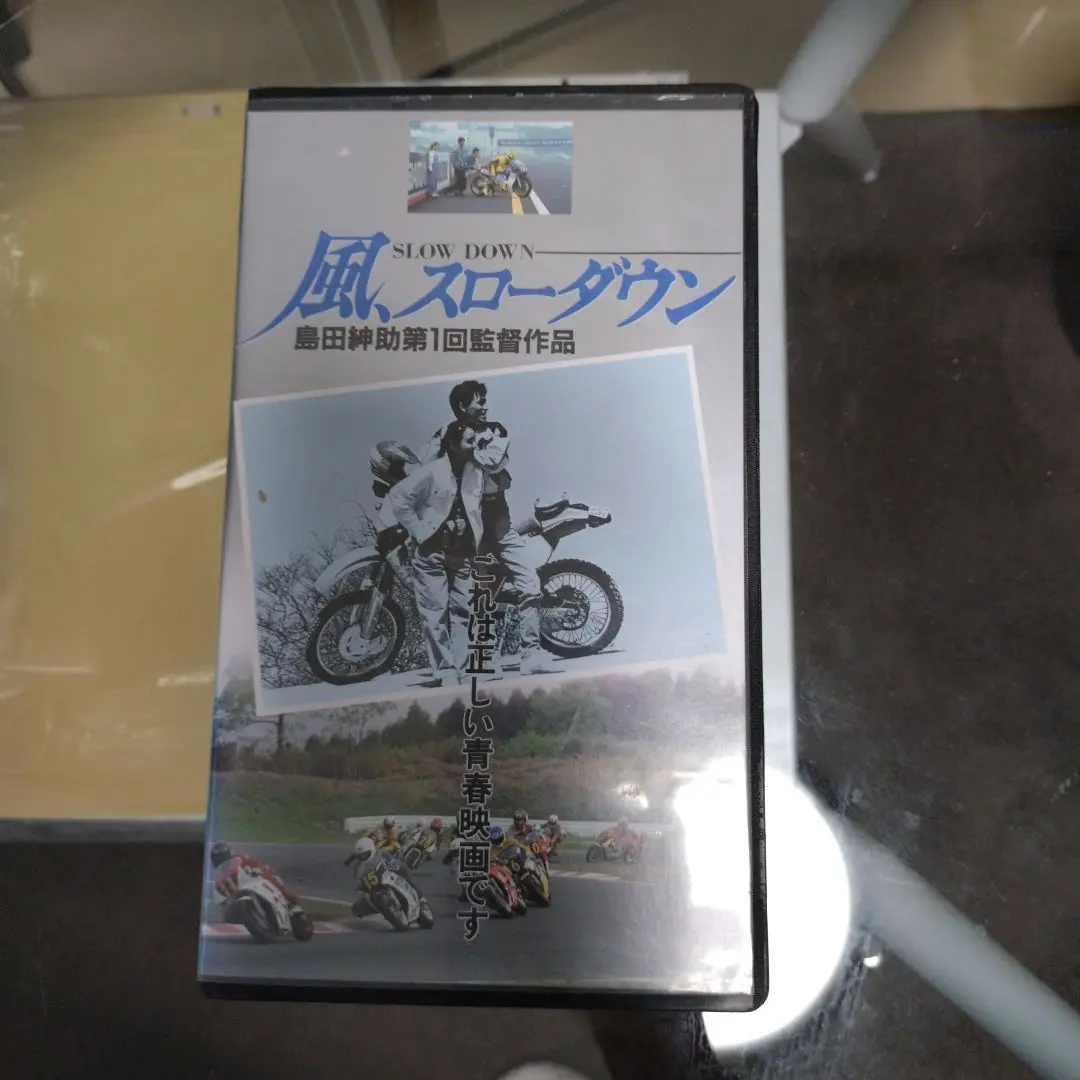 SLOW DOWN
風、スローダウン
島田紳助第1回監督作品
これは正しい青春映画です
15